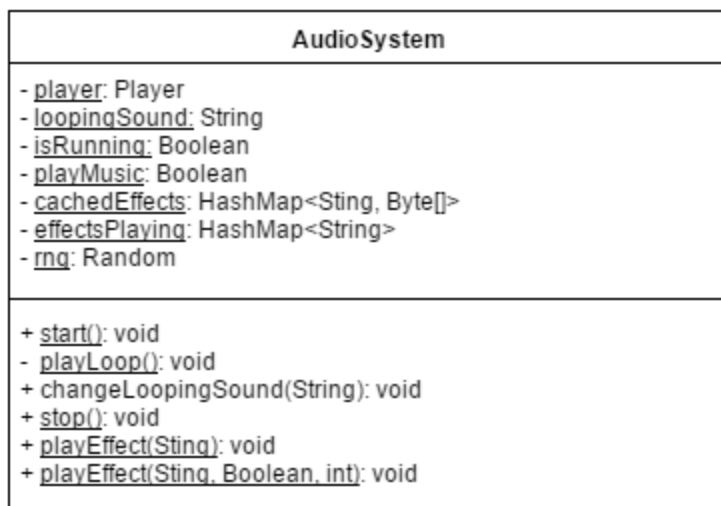 AudioSystem
- player: Player
- loopingSound: String
- isRunning: Boolean
- playMusic: Boolean
- cachedEffects: HashMap<Sting, Byte[]>
- effectsPlaying: HashMap<String>
- rng: Random
+ start(): void
- playLoop(): void
+ changeLoopingSound(String): void
+ stop(): void
+ playEffect(Sting): void
+ playEffect(Sting, Boolean, int): void